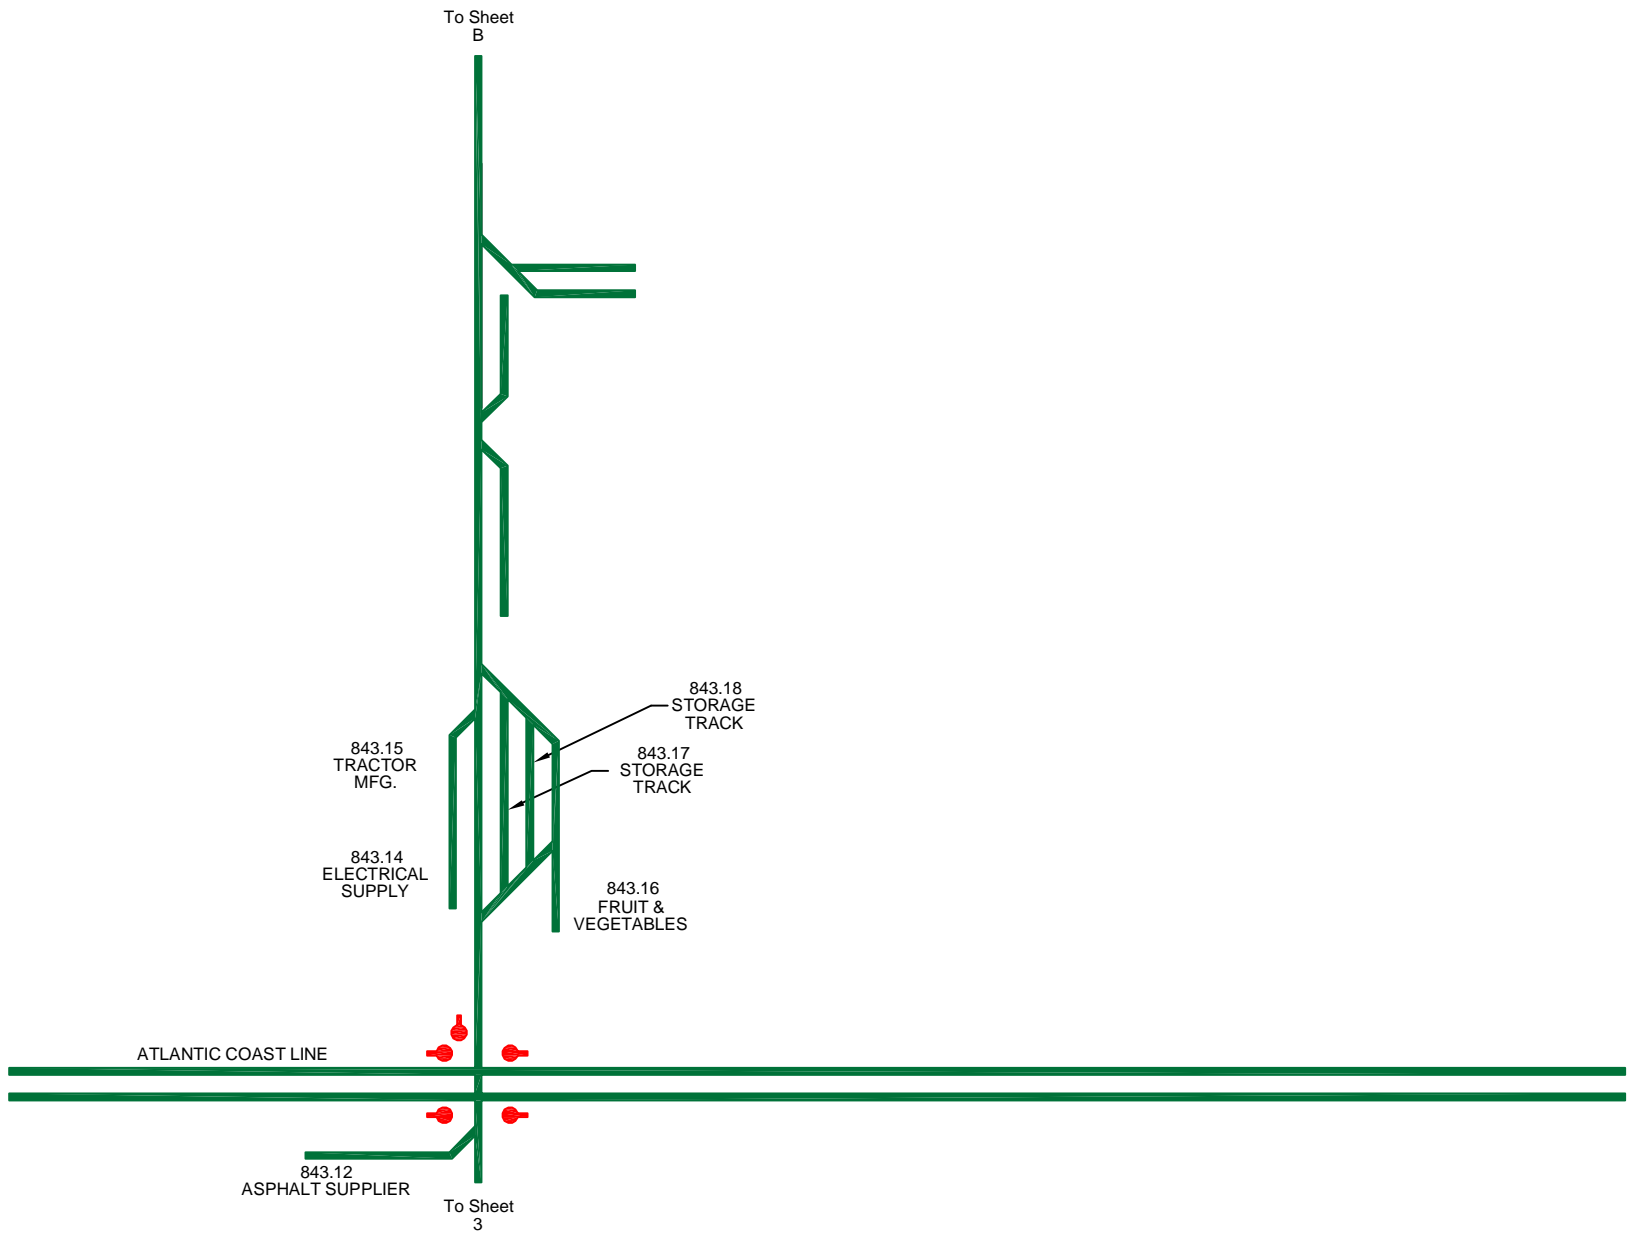 To Sheet
B
843.18
STORAGE
TRACK
843.15
TRACTOR
MFG.
843.17
STORAGE
TRACK
843.14
ELECTRICAL
SUPPLY
843.16
FRUIT &
VEGETABLES
ATLANTIC COAST LINE
843.12
ASPHALT SUPPLIER
To Sheet
3